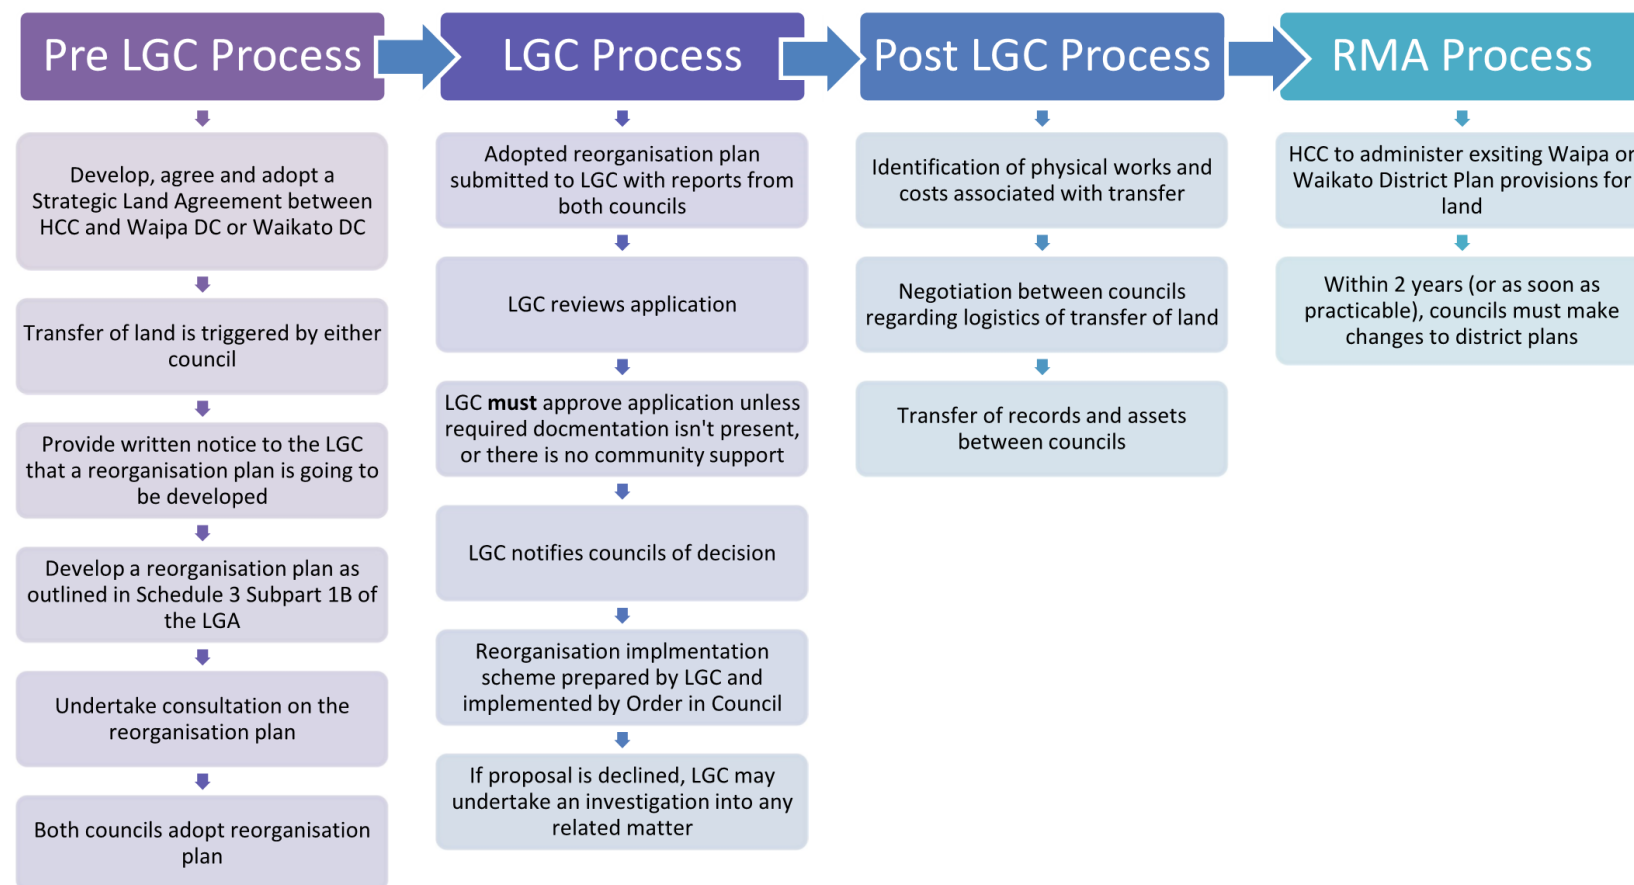 Pre LGC Process
Develop, agree and adopt a
Strategic Land Agreement between
HCC and Waipa DC or Waikato DC
Transfer of land is triggered by either
council
Provide written notice to the LGC
that a reorganisation plan is going to
be developed
Develop a reorganisation plan as
outlined in Schedule 3 Subpart 1B of
the LGA
Undertake consultation on the
reorganisation plan
Both councils adopt reorganisation
plan
LGC Process
Adopted reorganisation plan
submitted to LGC with reports from
both councils
LGC reviews application
LGC must approve application unless
required docmentation isn't present,
or there is no community support
LGC notifies councils of decision
Reorganisation implmentation
scheme prepared by LGC and
implemented by Order in Council
If proposal is declined, LGC may
undertake an investigation into any
related matter
Post LGC Process
Identification of physical works and
costs associated with transfer
Negotiation between councils
regarding logistics of transfer of land
Transfer of records and assets
between councils
RMA Process
HCC to administer exsiting Waipa or
Waikato District Plan provisions for
land
Within 2 years (or as soon as
practicable), councils must make
changes to district plans